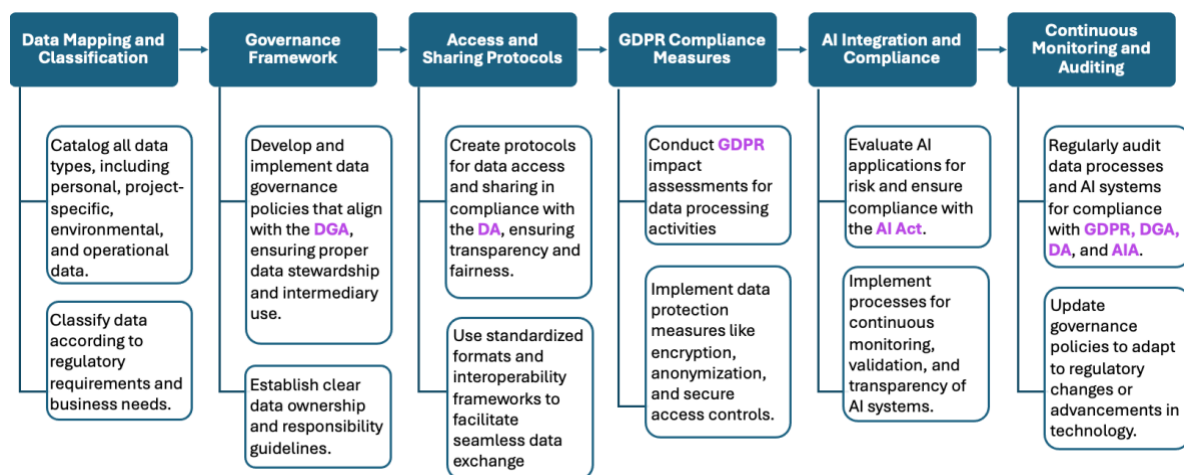 Data Mapping and
Classification
Governance
Framework
Access and
Sharing Protocols
GDPR Compliance
Measures
AI Integration and
Compliance
Continuous
Monitoring and
Auditing
Catalog all data
types, including
personal, project-
specific,
environmental,
and operational
data.
Classify data
according to
regulatory
requirements and
business needs.
Develop and
implement data
governance
policies that align
with the DGA,
ensuring proper
data stewardship
and intermediary
use.
Establish clear
data ownership
and responsibility
guidelines.
Create protocols
for data access
and sharing in
compliance with
the DA, ensuring
transparency and
fairness.
Use standardized
formats and
interoperability
frameworks to
facilitate
seamless data
exchange
Conduct GDPR
impact
assessments for
data processing
activities
Implement data
protection
measures like
encryption,
anonymization,
and secure
access controls.
Evaluate AI
applications for
risk and ensure
compliance with
the AI Act.
Implement
processes for
continuous
monitoring,
validation, and
transparency of
AI systems.
Regularly audit
data processes
and AI systems
for compliance
with GDPR, DGA,
DA, and AIA.
Update
governance
policies to adapt
to regulatory
changes or
advancements in
technology.